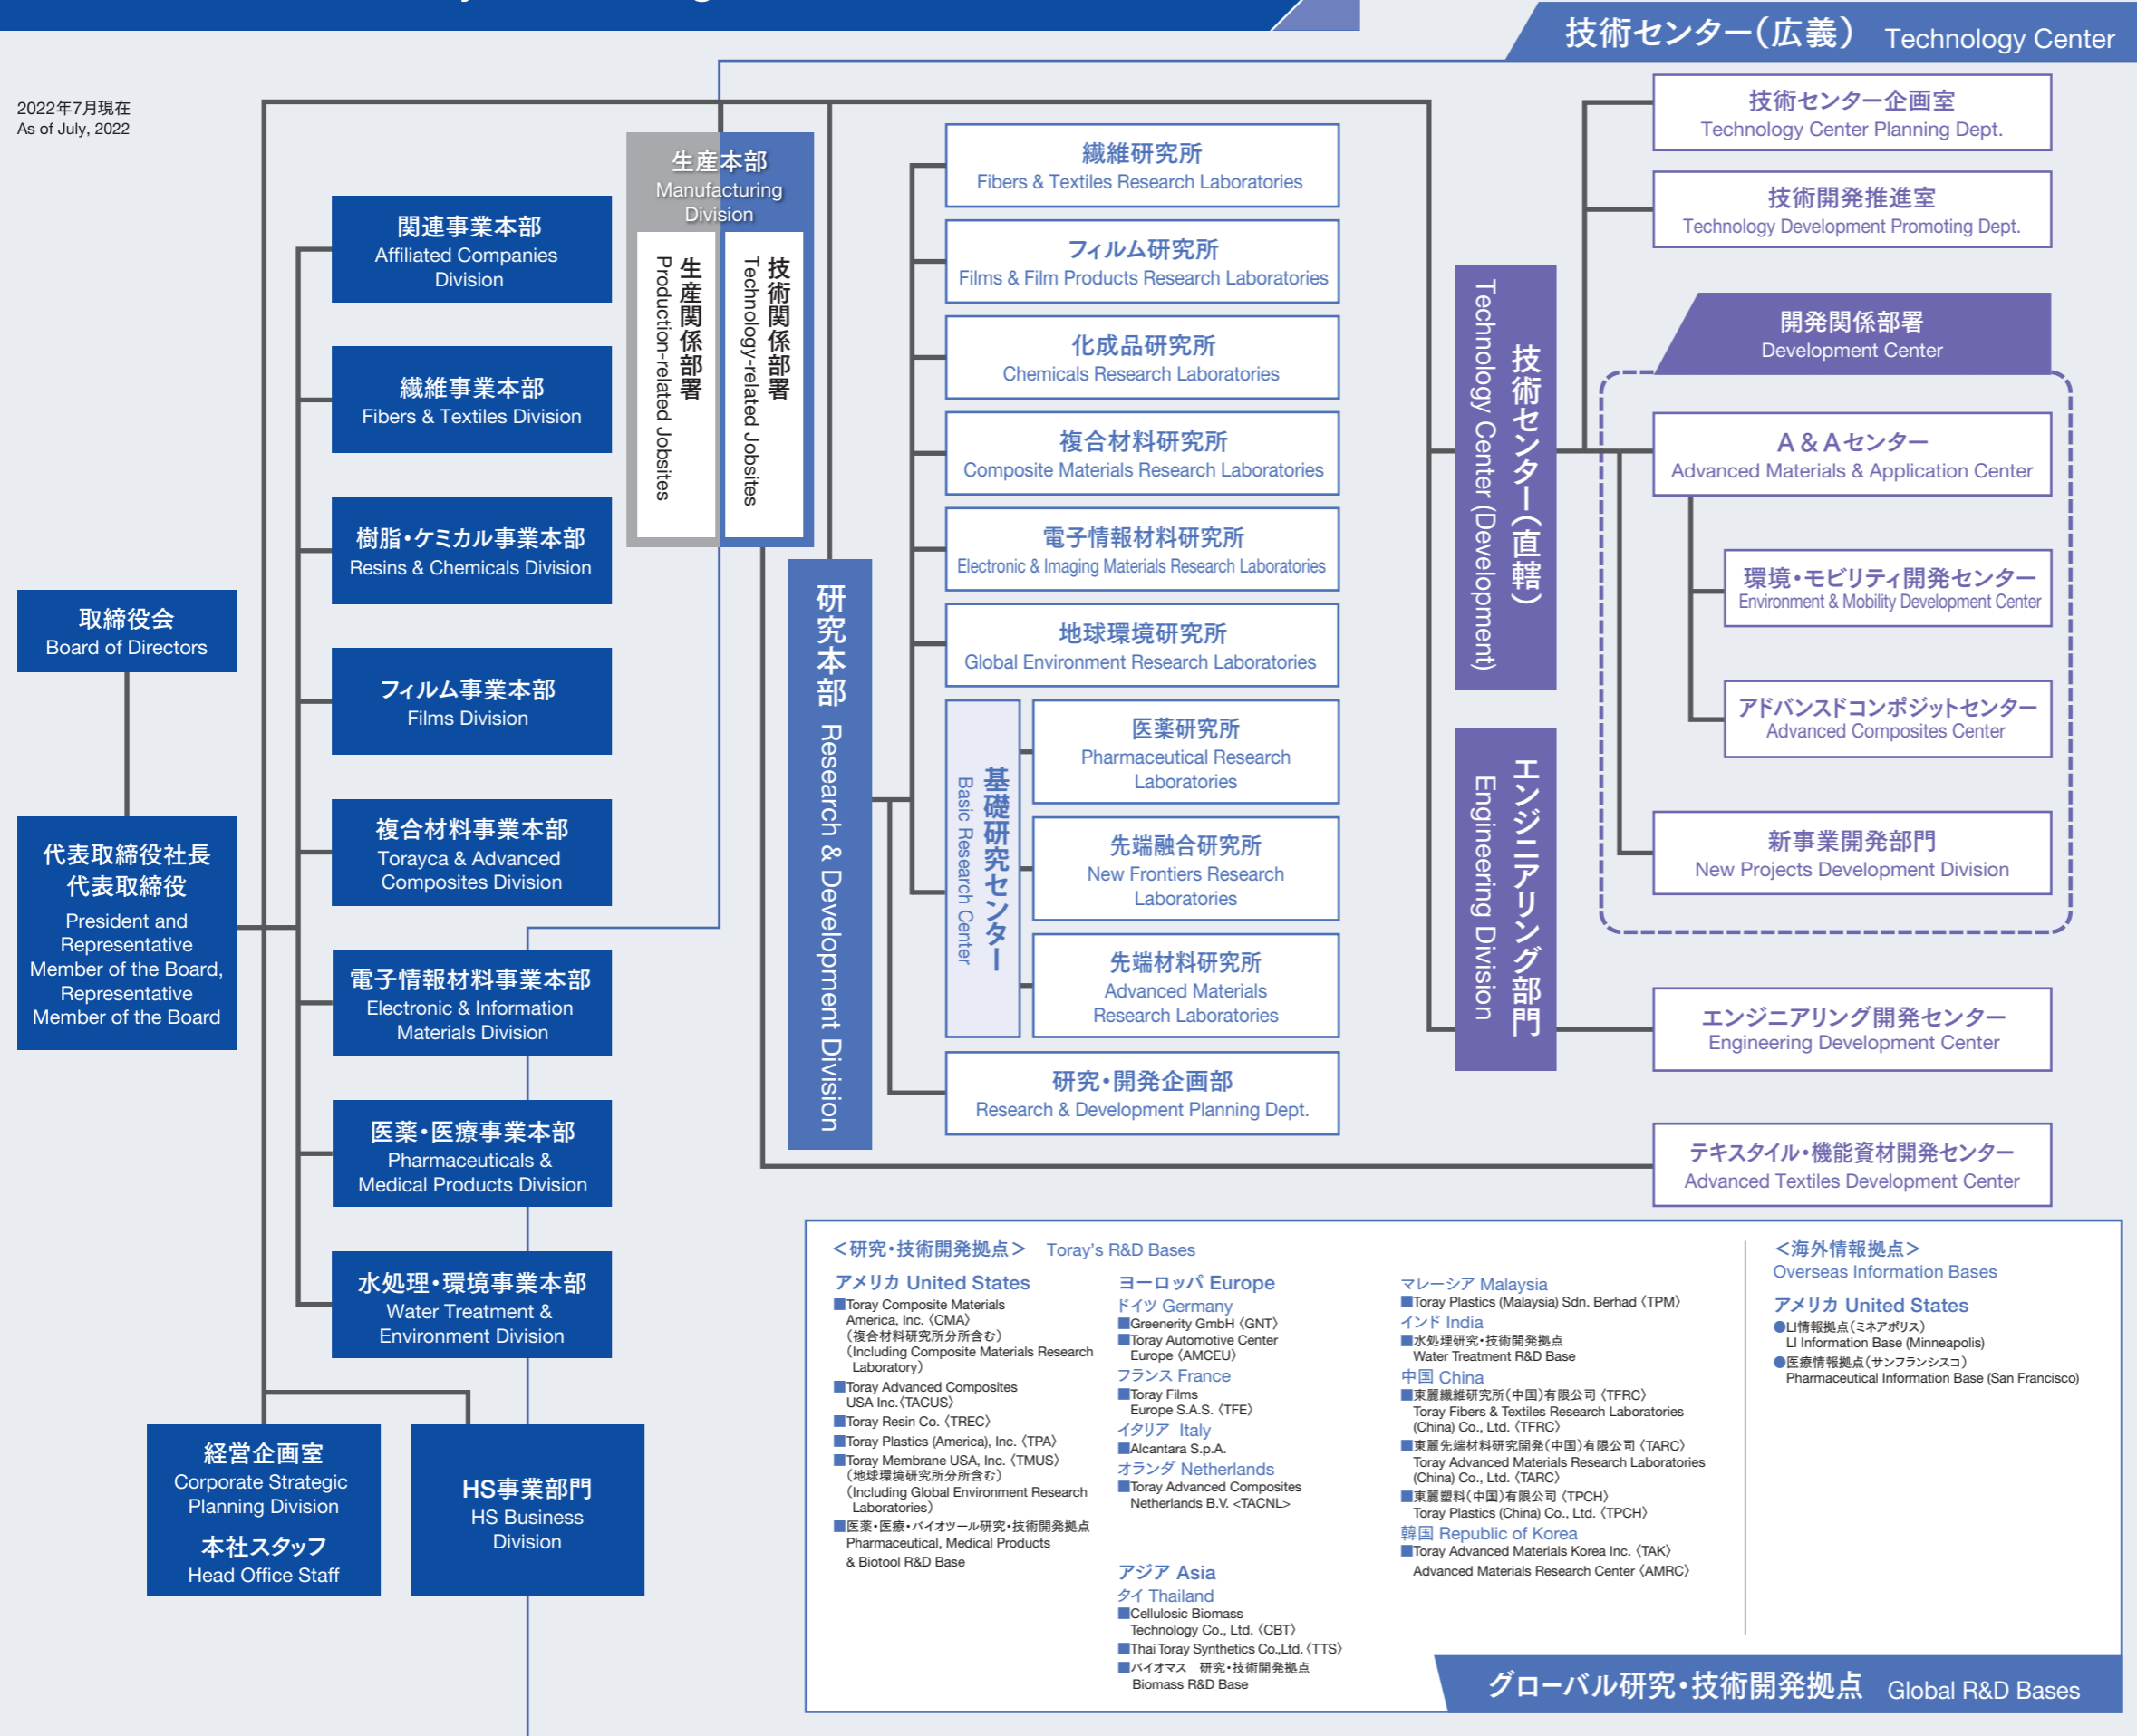 技術センター（広義） Technology Center
2022年7月現在
As of July, 2022
取締役会
Board of Directors
代表取締役社長
代表取締役
President and
Representative
Member of the Board,
Representative
Member of the Board
関連事業本部
Affiliated Companies
Division
繊維事業本部
Fibers & Textiles Division
樹脂・ケミカル事業本部
Resins & Chemicals Division
フィルム事業本部
Films Division
複合材料事業本部
Torayca & Advanced
Composites Division
電子情報材料事業本部
Electronic & Information
Materials Division
医薬・医療事業本部
Pharmaceuticals &
Medical Products Division
水処理・環境事業本部
Water Treatment &
Environment Division
経営企画室
Corporate Strategic
Planning Division
本社スタッフ
Head Office Staff
HS事業部門
HS Business
Division
生産本部
Manufacturing
Division
生産関係部署
Production-related Jobsites
技術関係部署
Technology-related Jobsites
研究本部 Research & Development Division
繊維研究所
Fibers & Textiles Research Laboratories
フィルム研究所
Films & Film Products Research Laboratories
化成品研究所
Chemicals Research Laboratories
複合材料研究所
Composite Materials Research Laboratories
電子情報材料研究所
Electronic & Imaging Materials Research Laboratories
地球環境研究所
Global Environment Research Laboratories
基礎研究センター
Basic Research Center
医薬研究所
Pharmaceutical Research
Laboratories
先端融合研究所
New Frontiers Research
Laboratories
先端材料研究所
Advanced Materials
Research Laboratories
研究・開発企画部
Research & Development Planning Dept.
技術センター（直轄）
Technology Center (Development)
エンジニアリング部門
Engineering Division
技術センター企画室
Technology Center Planning Dept.
技術開発推進室
Technology Development Promoting Dept.
開発関係部署
Development Center
A & Aセンター
Advanced Materials & Application Center
環境・モビリティ開発センター
Environment & Mobility Development Center
アドバンスドコンポジットセンター
Advanced Composites Center
新事業開発部門
New Projects Development Division
エンジニアリング開発センター
Engineering Development Center
テキスタイル・機能資材開発センター
Advanced Textiles Development Center
＜研究・技術開発拠点＞ Toray's R&D Bases
アメリカ United States
■Toray Composite Materials
America, Inc.〈CMA〉
（複合材料研究所分所含む）
（Including Composite Materials Research
Laboratory）
■Toray Advanced Composites
USA Inc.〈TACUS〉
■Toray Resin Co.〈TREC〉
■Toray Plastics (America), Inc.〈TPA〉
■Toray Membrane USA, Inc.〈TMUS〉
（地球環境研究所分所含む）
（Including Global Environment Research
Laboratories）
■医薬・医療・バイオツール研究・技術開発拠点
Pharmaceutical, Medical Products
& Biotool R&D Base
ヨーロッパ Europe
ドイツ Germany
■Greenerity GmbH〈GNT〉
■Toray Automotive Center
Europe〈AMCEU〉
フランス France
■Toray Films
Europe S.A.S.〈TFE〉
イタリア Italy
■Alcantara S.p.A.
オランダ Netherlands
■Toray Advanced Composites
Netherlands B.V. <TACNL>
アジア Asia
タイ Thailand
■Cellulosic Biomass
Technology Co., Ltd.〈CBT〉
■Thai Toray Synthetics Co.,Ltd.〈TTS〉
■バイオマス 研究・技術開発拠点
Biomass R&D Base
マレーシア Malaysia
■Toray Plastics (Malaysia) Sdn. Berhad〈TPM〉
インド India
■水処理研究・技術開発拠点
Water Treatment R&D Base
中国 China
■東麗繊維研究所（中国）有限公司〈TFRC〉
Toray Fibers & Textiles Research Laboratories
(China) Co., Ltd.〈TFRC〉
■東麗先端材料研究開発（中国）有限公司〈TARC〉
Toray Advanced Materials Research Laboratories
(China) Co., Ltd.〈TARC〉
■東麗塑料（中国）有限公司〈TPCH〉
Toray Plastics (China) Co., Ltd.〈TPCH〉
韓国 Republic of Korea
■Toray Advanced Materials Korea Inc.〈TAK〉
Advanced Materials Research Center〈AMRC〉
＜海外情報拠点＞
Overseas Information Bases
アメリカ United States
●LI情報拠点（ミネアポリス）
LI Information Base (Minneapolis)
●医療情報拠点（サンフランシスコ）
Pharmaceutical Information Base (San Francisco)
グローバル研究・技術開発拠点 Global R&D Bases